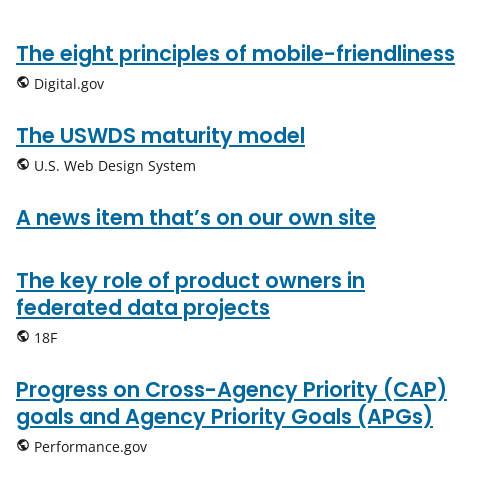 The eight principles of mobile-friendliness
Digital.gov
The USWDS maturity model
U.S. Web Design System
A news item that’s on our own site
The key role of product owners in
federated data projects
18F
Progress on Cross-Agency Priority (CAP)
goals and Agency Priority Goals (APGs)
Performance.gov